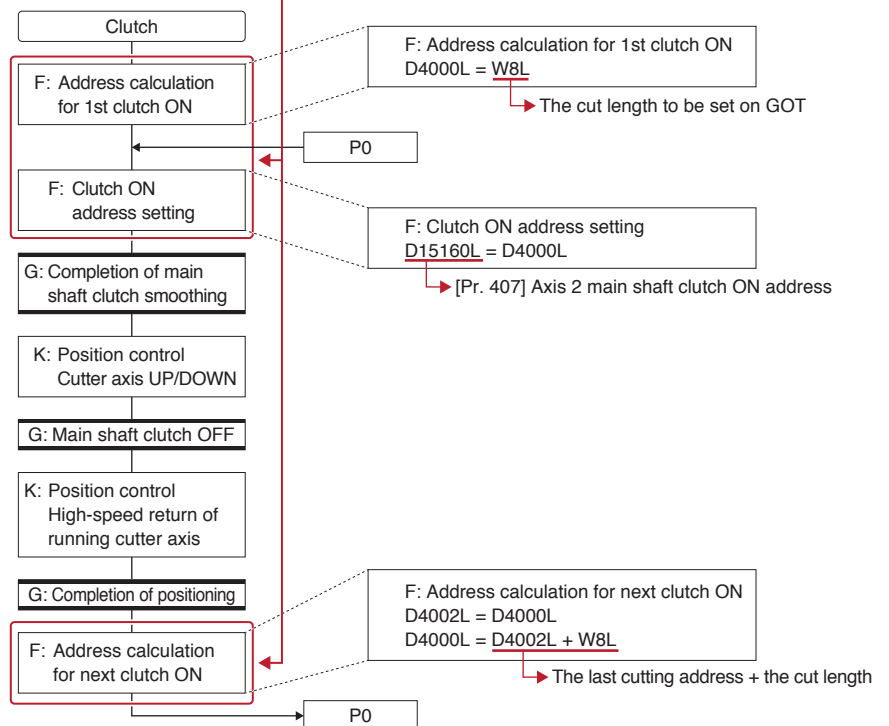 Clutch
F: Address calculation
for 1st clutch ON
F: Address calculation for 1st clutch ON
D4000L = W8L
The cut length to be set on GOT
P0
F: Clutch ON
address setting
F: Clutch ON address setting
D15160L = D4000L
[Pr. 407] Axis 2 main shaft clutch ON address
G: Completion of main
shaft clutch smoothing
K: Position control
Cutter axis UP/DOWN
G: Main shaft clutch OFF
K: Position control
High-speed return of
running cutter axis
G: Completion of positioning
F: Address calculation
for next clutch ON
F: Address calculation for next clutch ON
D4002L = D4000L
D4000L = D4002L + W8L
The last cutting address + the cut length
P0